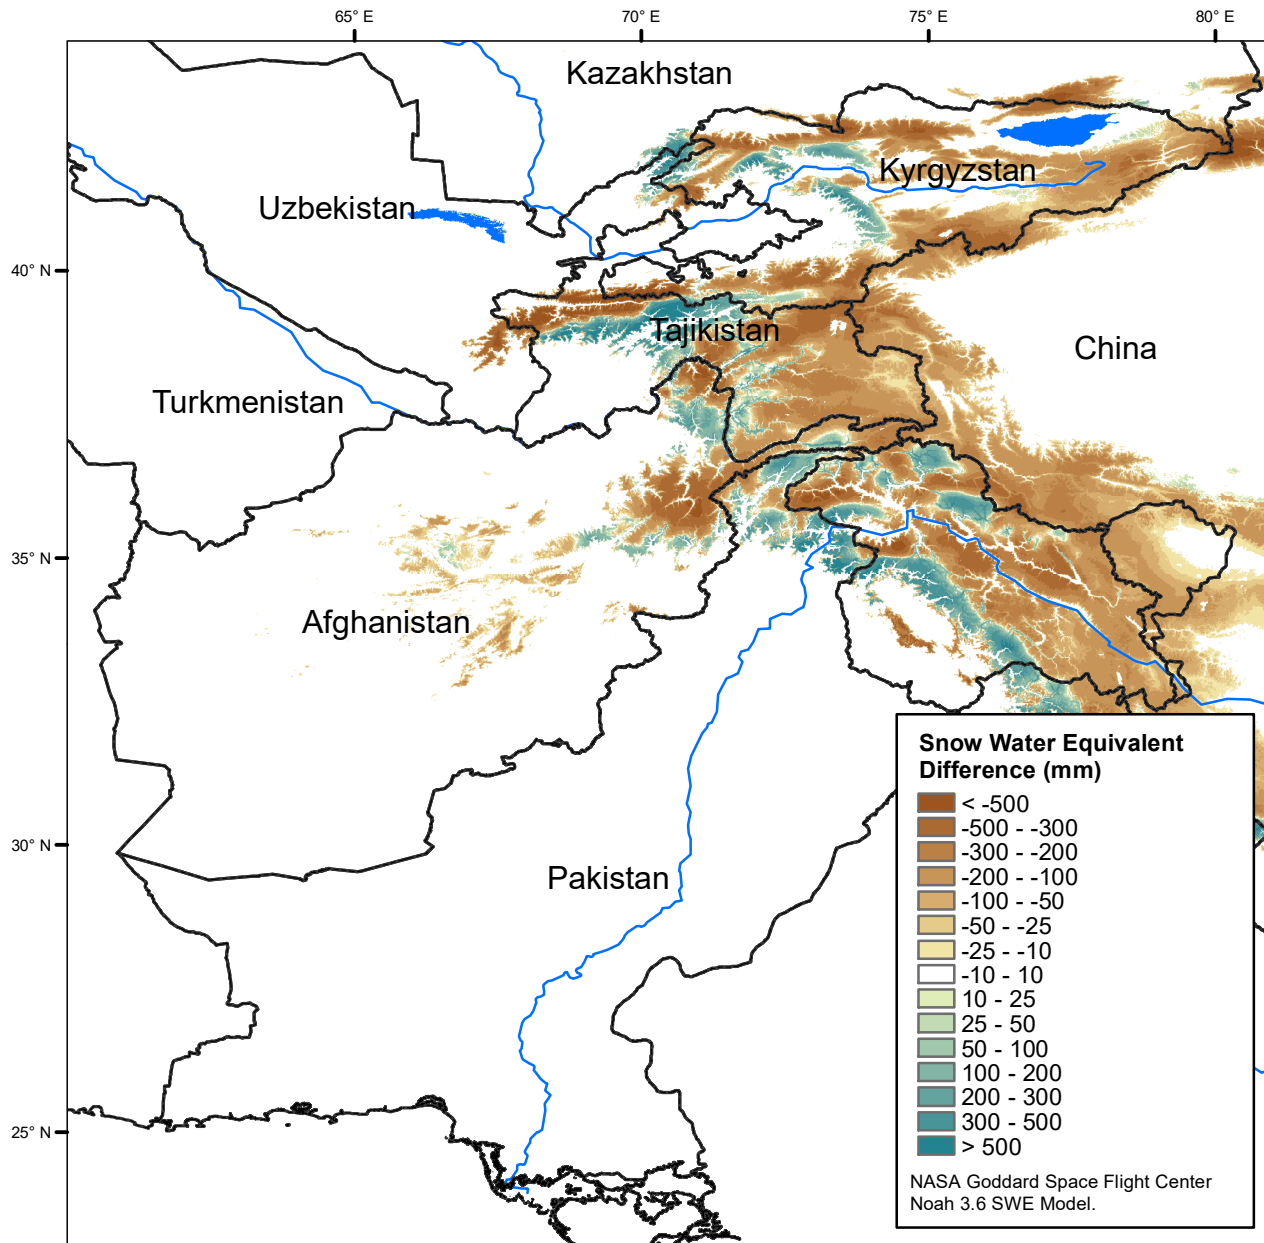 65° E
70° E
75° E
80° E
Kazakhstan
Kyrgyzstan
Uzbekistan
40° N
Tajikistan
China
Turkmenistan
35° N
Afghanistan
Snow Water Equivalent
Difference (mm)
< -500
-500 - -300
-300 - -200
-200 - -100
-100 - -50
-50 - -25
-25 - -10
-10 - 10
10 - 25
25 - 50
50 - 100
100 - 200
200 - 300
300 - 500
> 500
30° N
Pakistan
25° N
NASA Goddard Space Flight Center
Noah 3.6 SWE Model.